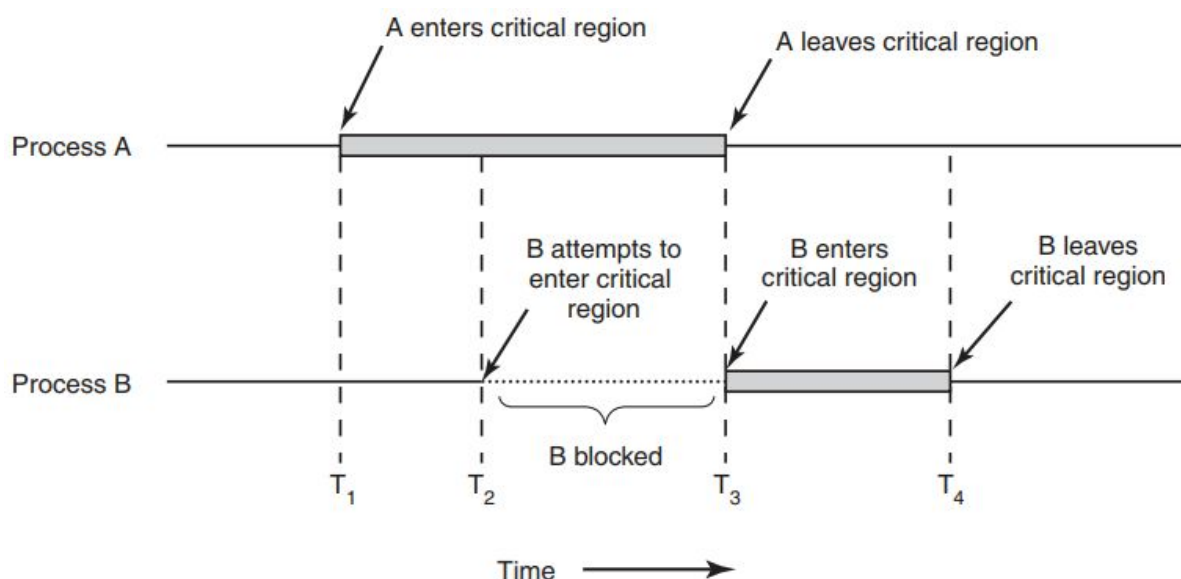 A enters critical region
A leaves critical region
Process A
B attempts to
enter critical
region
B enters
critical region
B leaves
critical region
Process B
B blocked
T₁
T₂
T₃
T₄
Time